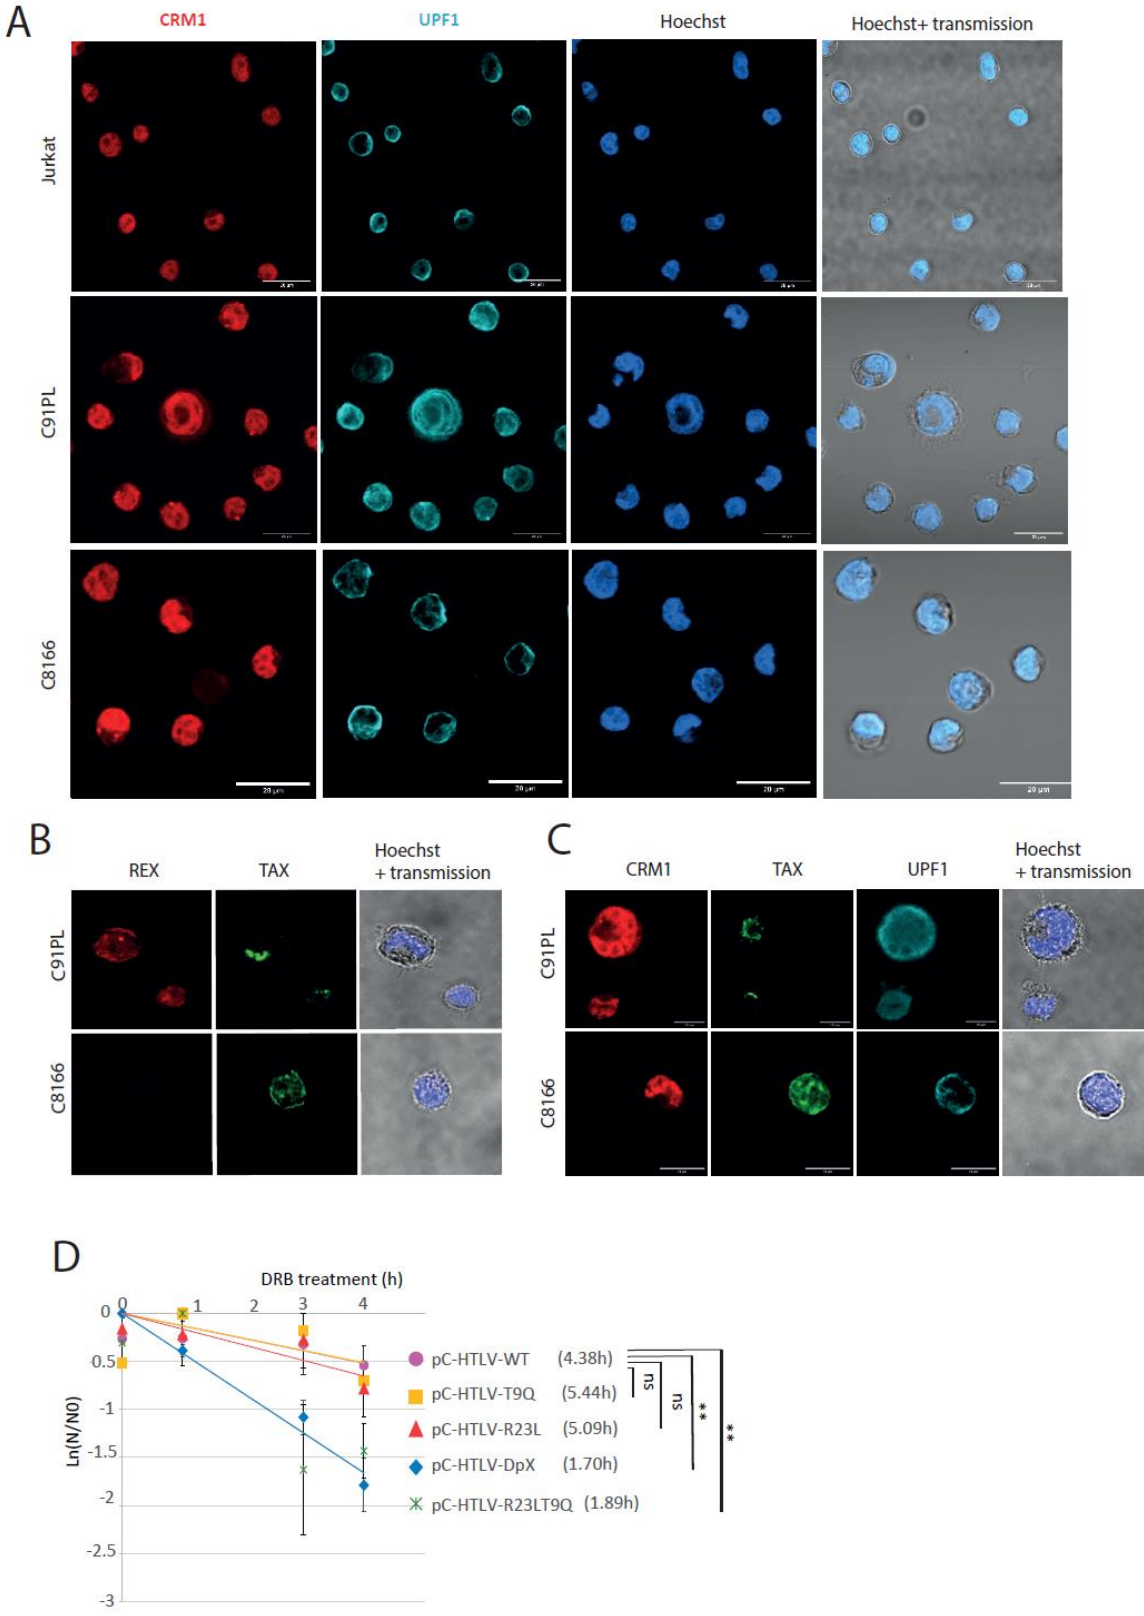 A
CRM1
UPF1
Hoechst
Hoechst+ transmission
Jurkat
C91PL
C8166
20 µm
20 µm
20 µm
20 µm
B
REX
TAX
Hoechst
+ transmission
C91PL
C8166
C
CRM1
TAX
UPF1
Hoechst
+ transmission
C91PL
C8166
D
DRB treatment (h)
0 1 2 3 4
0
0.5
-1
-1.5
-2
-2.5
-3
Ln(N/N0)
pC-HTLV-WT (4.38h)
pC-HTLV-T9Q (5.44h)
pC-HTLV-R23L (5.09h)
pC-HTLV-DpX (1.70h)
pC-HTLV-R23LT9Q (1.89h)
ns
ns
**
**